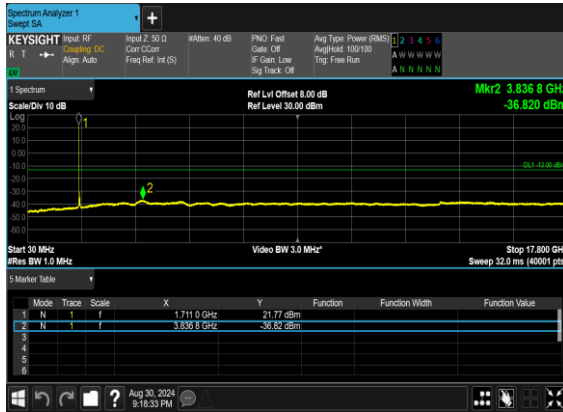 Spectrum Analyzer 1
Swept SA
KEYSIGHT Input: RF Input Z: 50 Ω #Atten: 40 dB PNO: Fast Avg Type: Power (RMS) 1 2 3 4 5 6
R T Coupling: DC Corr CCorr Gate: Off Avg|Hold: 100/100 A W W W W W
Align: Auto Freq Ref: Int (S) IF Gain: Low Trig: Free Run
LXI Sig Track: Off A N N N N N
1 Spectrum Ref Lvl Offset 8.00 dB Mkr2 3.836 8 GHz
Scale/Div 10 dB Ref Level 30.00 dBm -36.820 dBm
Log 1
20.0
10.0
0.00
-10.0 DL1 -13.00 dBm
-20.0
-30.0 2
-40.0
-50.0
-60.0
Start 30 MHz Video BW 3.0 MHz* Stop 17.800 GHz
#Res BW 1.0 MHz Sweep 32.0 ms (40001 pts)
5 Marker Table
Mode Trace Scale X Y Function Function Width Function Value
1 N 1 f 1.711 0 GHz 21.77 dBm
2 N 1 f 3.836 8 GHz -36.82 dBm
3
4
5
6
? Aug 30, 2024
9:18:33 PM